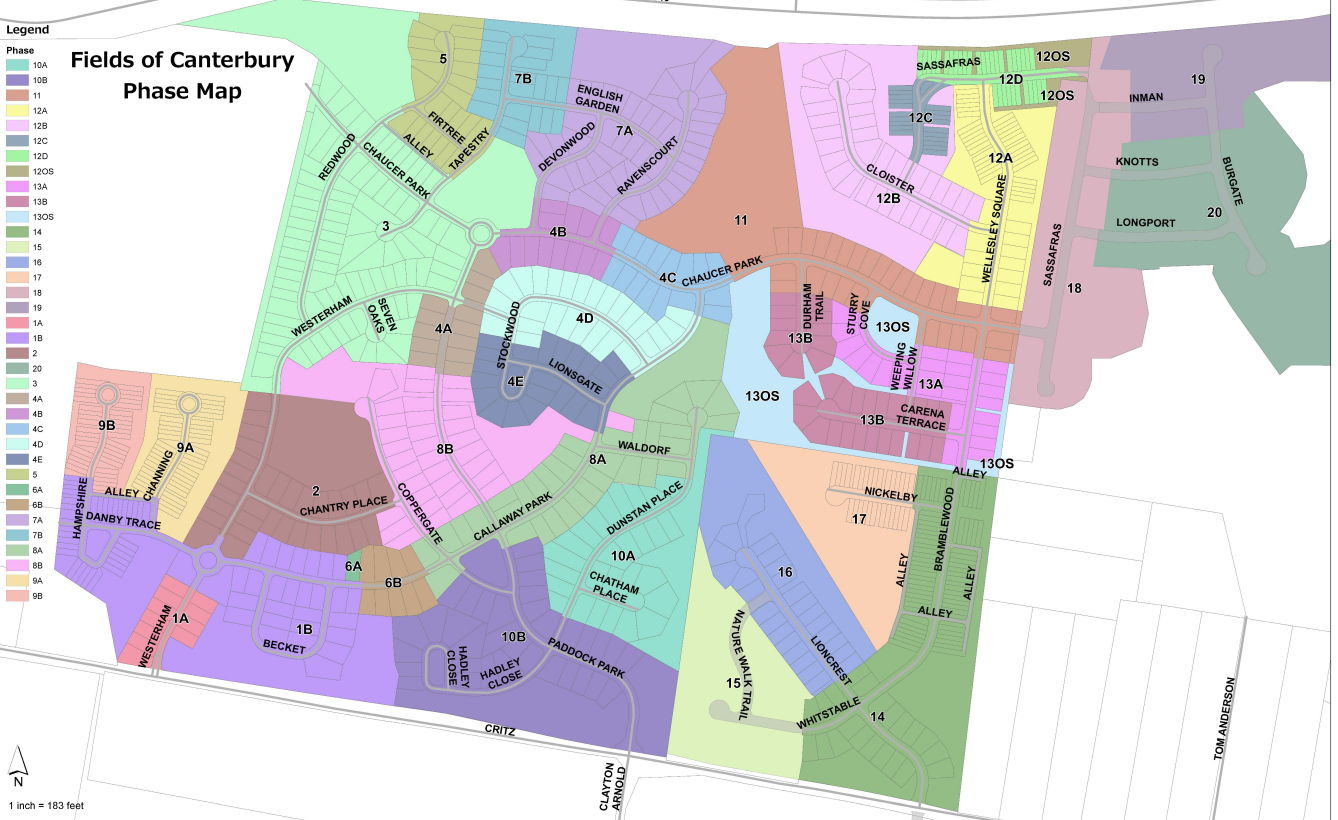 Legend
Phase
10A
10B
11
12A
12B
12C
12D
12OS
13A
13B
13OS
14
15
16
17
18
19
1A
1B
2
20
3
4A
4B
4C
4D
4E
5
6A
6B
7A
7B
8A
8B
9A
9B
Fields of Canterbury
Phase Map
5
7B
ENGLISH
GARDEN
7A
FIRTREE
ALLEY
TAPESTRY
DEVONWOOD
RAVENSCOURT
REDWOOD
CHAUCER PARK
3
4B
11
4C
CHAUCER PARK
WESTERHAM
SEVEN
OAKS
4A
STOCKWOOD
4D
4E
LIONSGATE
SASSAFRAS
12OS
12D
12OS
12C
12A
CLOISTER
12B
WELLESLEY SQUARE
19
INMAN
KNOTTS
BURGATE
20
LONGPORT
SASSAFRAS
18
DURHAM
TRAIL
STURRY
COVE
13OS
13B
WEEPING
WILLOW
13A
13OS
13B
CARENA
TERRACE
13OS
ALLEY
9B
9A
CHANNING
ALLEY
HAMPSHIRE
DANBY TRACE
2
CHANTRY PLACE
8B
COPPERGATE
8A
WALDORF
CALLAWAY PARK
DUNSTAN PLACE
10A
CHATHAM
PLACE
6A
6B
1A
WESTERHAM
1B
BECKET
10B
HADLEY
CLOSE
HADLEY
CLOSE
PADDOCK PARK
NICKELBY
17
BRAMBLEWOOD
ALLEY
ALLEY
ALLEY
16
LIONCREST
NATURE WALK TRAIL
15
WHITSTABLE
14
CRITZ
CLAYTON
ARNOLD
TOM ANDERSON
N
1 inch = 183 feet